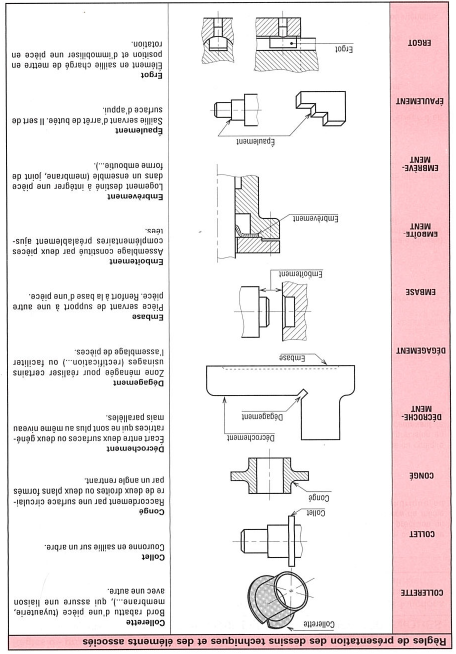 Règles de présentation des dessins techniques et des éléments associés
COLLERETTE
Collerette
Collerette
Bord rabattu d'une pièce (tuyauterie,
membrane...), qui assure une liaison
avec une autre.
COLLET
Collet
Collet
Couronne en saillie sur un arbre.
CONGÉ
Congé
Congé
Raccordement par une surface circulai-
re de deux droites ou deux plans formés
par un angle rentrant.
DÉCROCHE-
MENT
Décrochement
Décrochement
Écart entre deux surfaces ou deux géné-
ratrices qui ne sont plus au même niveau
mais parallèles.
DÉGAGEMENT
Dégagement
Dégagement
Zone ménagée pour réaliser certains
usinages (rectification...) ou faciliter
l'assemblage de pièces.
EMBASE
Embase
Embase
Pièce servant de support à une autre
pièce. Renfort à la base d'une pièce.
EMBOÎTE-
MENT
Emboîtement
Emboîtement
Assemblage constitué par deux pièces
complémentaires préalablement ajus-
tées.
EMBRÈVE-
MENT
Embrèvement
Embrèvement
Logement destiné à intégrer une pièce
dans un ensemble (membrane, joint de
forme emboutie...).
ÉPAULEMENT
Épaulement
Épaulement
Saillie servant d'arrêt de butée. Il sert de
surface d'appui.
ERGOT
Ergot
Ergot
Élément en saillie chargé de mettre en
position et d'immobiliser une pièce en
rotation.